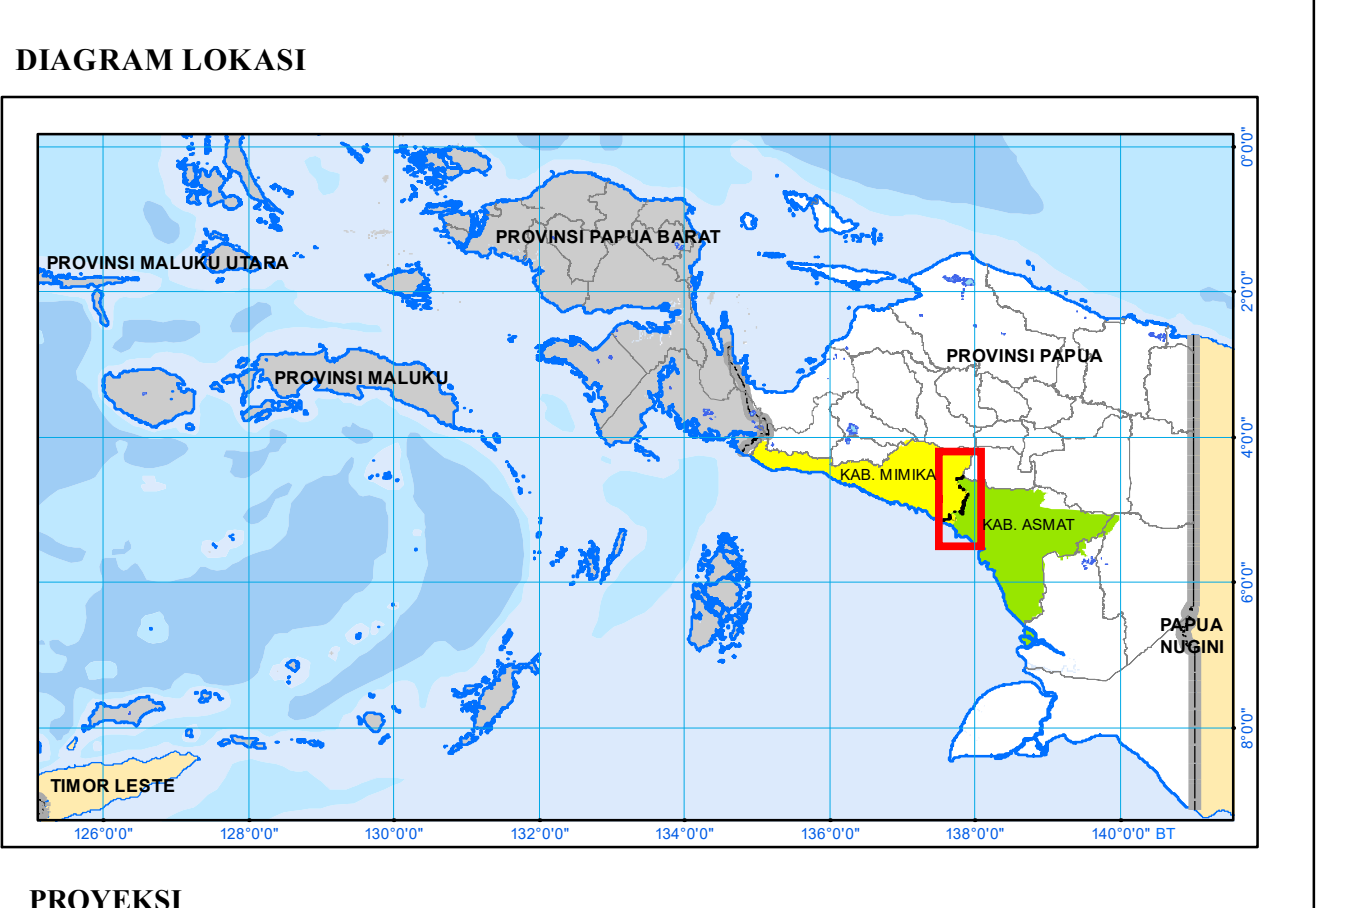 DIAGRAM LOKASI
0°0'0"
PROVINSI PAPUA BARAT
PROVINSI MALUKU UTARA
2°0'0"
PROVINSI PAPUA
PROVINSI MALUKU
4°0'0"
KAB. MIMIKA
KAB. ASMAT
6°0'0"
PAPUA
NUGINI
8°0'0"
TIMOR LESTE
126°0'0"
128°0'0"
130°0'0"
132°0'0"
134°0'0"
136°0'0"
138°0'0"
140°0'0" BT
PROYEKSI